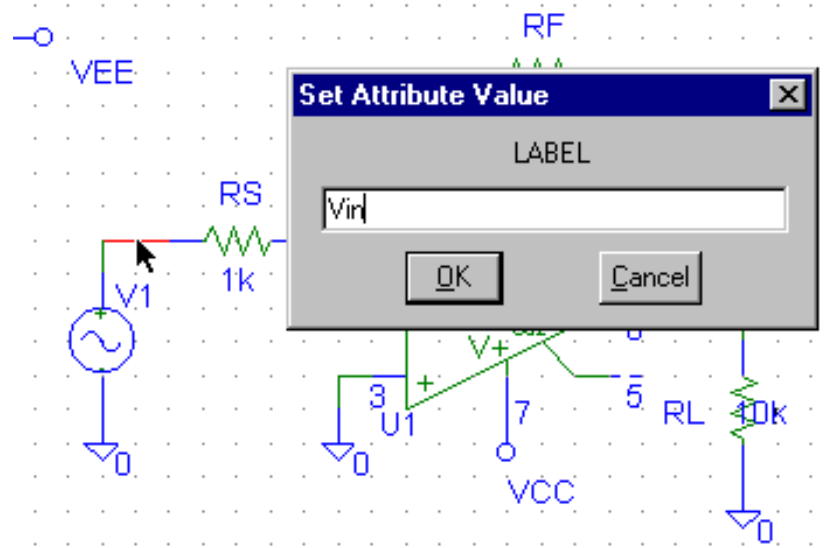 RF
VEE
Set Attribute Value
LABEL
RS
Vin
1k
OK
Cancel
V1
V+
3
+
5
U1
7
RL
10k
0
0
VCC
0